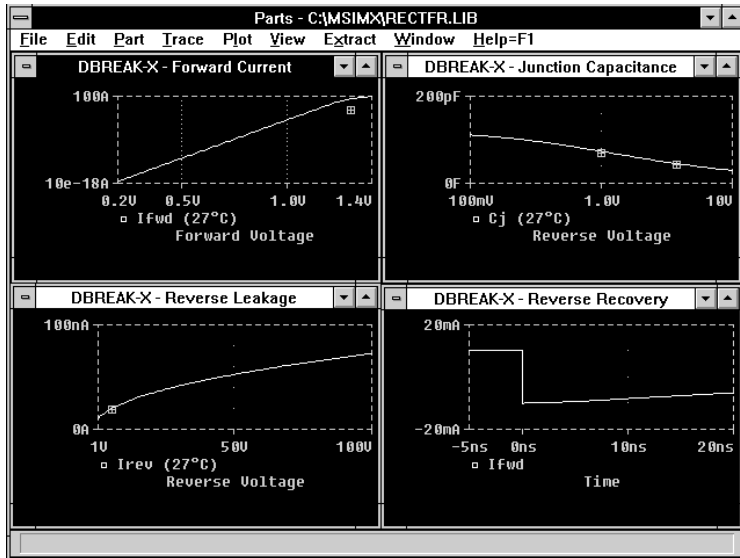 Parts - C:\MSIMX\RECTFR.LIB
File Edit Part Trace Plot View Extract Window Help=F1
DBREAK-X - Forward Current
100A
10e-18A
0.2V 0.5V 1.0V 1.4V
Ifwd (27°C)
Forward Voltage
DBREAK-X - Junction Capacitance
200pF
0F
100mV 1.0V 10V
Cj (27°C)
Reverse Voltage
DBREAK-X - Reverse Leakage
100nA
0A
1V 50V 100V
Irev (27°C)
Reverse Voltage
DBREAK-X - Reverse Recovery
20mA
-20mA
-5ns 0ns 10ns 20ns
Ifwd
Time